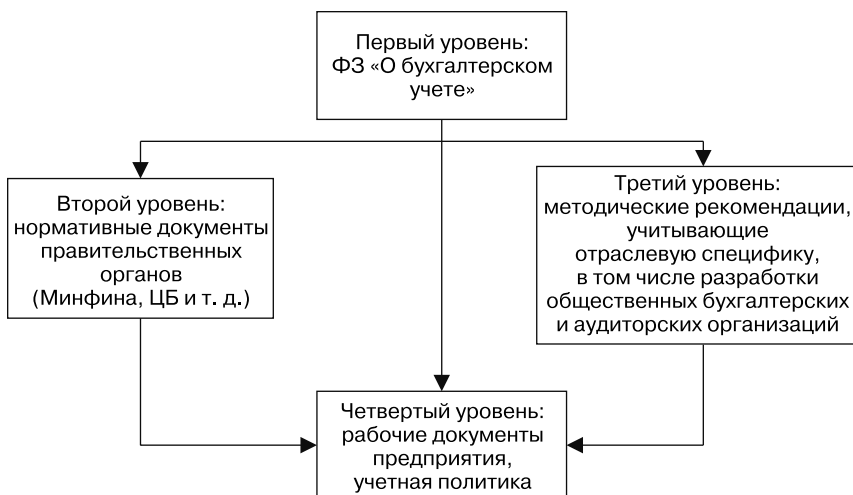 Первый уровень:
ФЗ «О бухгалтерском
учете»
Второй уровень:
нормативные документы
правительственных
органов
(Минфина, ЦБ и т. д.)
Третий уровень:
методические рекомендации,
учитывающие
отраслевую специфику,
в том числе разработки
общественных бухгалтерских
и аудиторских организаций
Четвертый уровень:
рабочие документы
предприятия,
учетная политика